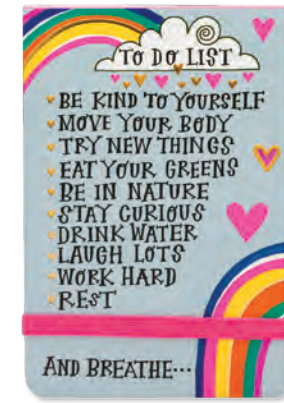 TO DO LIST
BE KIND TO YOURSELF
MOVE YOUR BODY
TRY NEW THINGS
EAT YOUR GREENS
BE IN NATURE
STAY CURIOUS
DRINK WATER
LAUGH LOTS
WORK HARD
REST
AND BREATHE...